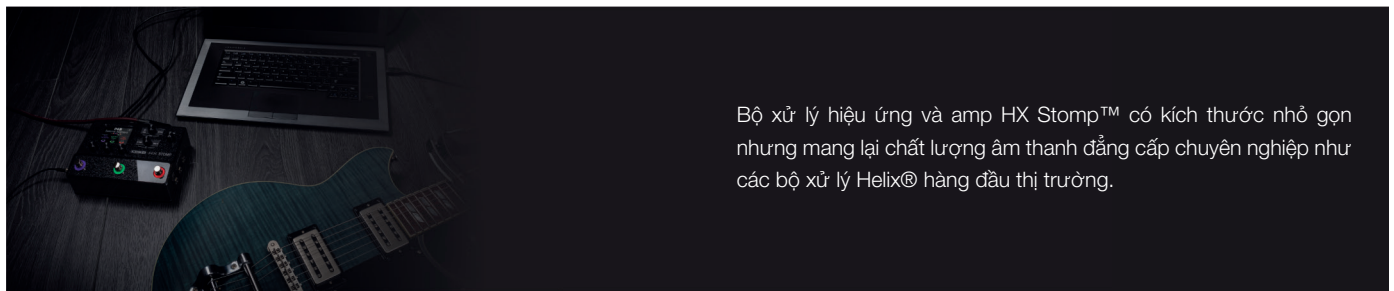 Bộ xử lý hiệu ứng và amp HX Stomp™ có kích thước nhỏ gọn
nhưng mang lại chất lượng âm thanh đẳng cấp chuyên nghiệp như
các bộ xử lý Helix® hàng đầu thị trường.